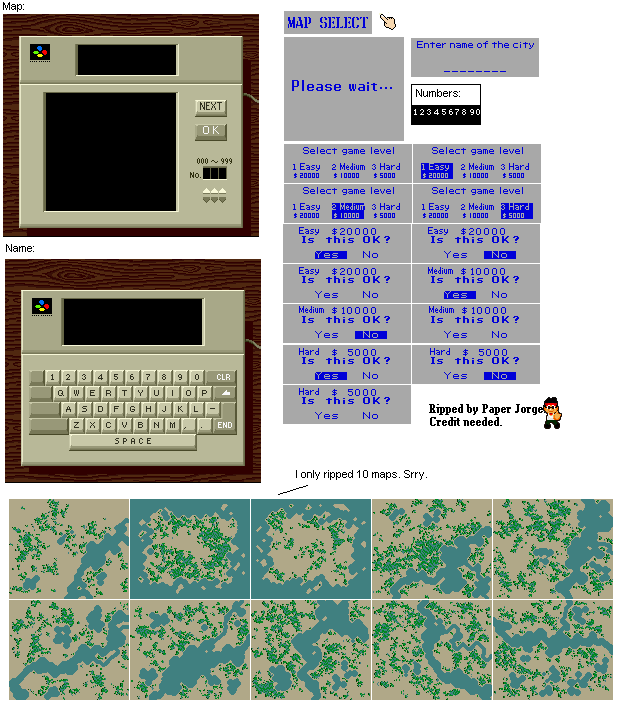 Map:
NEXT
OK
000 ~ 999
No.
Name:
1 2 3 4 5 6 7 8 9 0 CLR
Q W E R T Y U I O P
A S D F G H J K L -
Z X C V B N M , . END
SPACE
MAP SELECT
Please wait...
Enter name of the city
________
Numbers:
1 2 3 4 5 6 7 8 9 0
Select game level
1 Easy 2 Medium 3 Hard
$ 20000 $ 10000 $ 5000
Select game level
1 Easy 2 Medium 3 Hard
$ 20000 $ 10000 $ 5000
Select game level
1 Easy 2 Medium 3 Hard
$ 20000 $ 10000 $ 5000
Select game level
1 Easy 2 Medium 3 Hard
$ 20000 $ 10000 $ 5000
Easy $20000
Is this OK?
Yes No
Easy $20000
Is this OK?
Yes No
Easy $20000
Is this OK?
Yes No
Medium $10000
Is this OK?
Yes No
Medium $10000
Is this OK?
Yes No
Medium $10000
Is this OK?
Yes No
Hard $ 5000
Is this OK?
Yes No
Hard $ 5000
Is this OK?
Yes No
Hard $ 5000
Is this OK?
Yes No
Ripped by Paper Jorge
Credit needed.
I only ripped 10 maps. Srry.